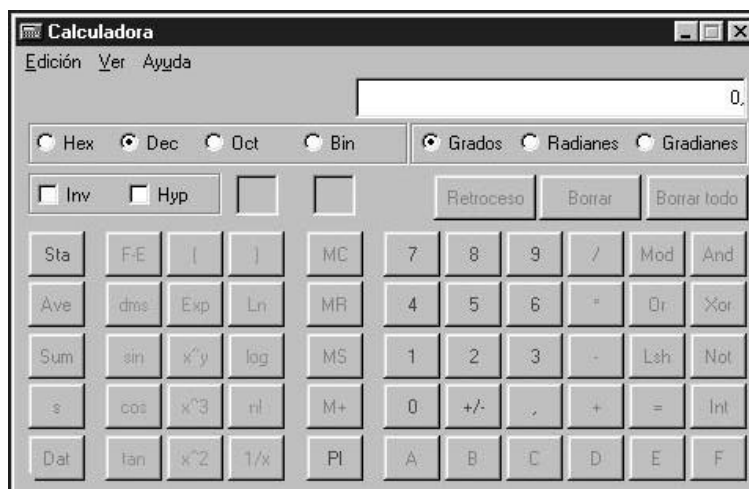 Calculadora
Edición Ver Ayuda
0,
Hex Dec Oct Bin Grados Radianes Gradianes
Inv Hyp Retroceso Borrar Borrar todo
Sta F-E ( ) MC 7 8 9 / Mod And
Ave dms Exp Ln MR 4 5 6 * Or Xor
Sum sin x^y log MS 1 2 3 - Lsh Not
s cos x^3 n! M+ 0 +/- , + = Int
Dat tan x^2 1/x PI A B C D E F